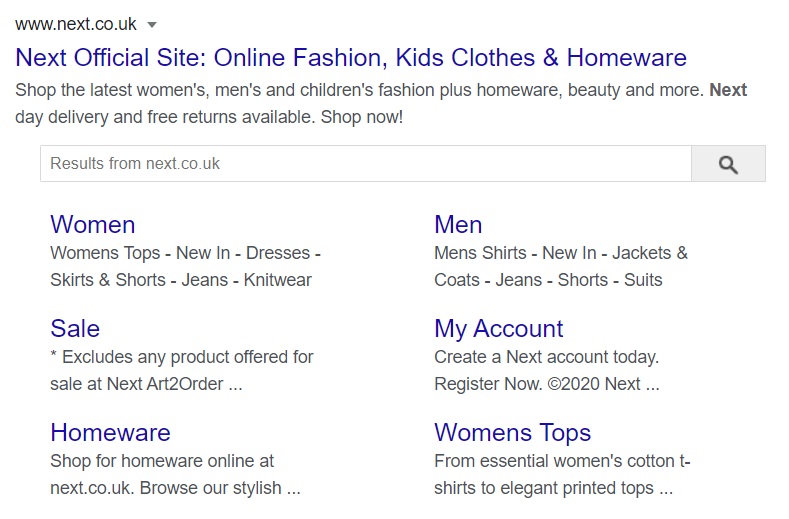 www.next.co.uk
Next Official Site: Online Fashion, Kids Clothes & Homeware
Shop the latest women's, men's and children's fashion plus homeware, beauty and more. Next
day delivery and free returns available. Shop now!
Results from next.co.uk
Women
Womens Tops - New In - Dresses -
Skirts & Shorts - Jeans - Knitwear
Men
Mens Shirts - New In - Jackets &
Coats - Jeans - Shorts - Suits
Sale
* Excludes any product offered for
sale at Next Art2Order ...
My Account
Create a Next account today.
Register Now. ©2020 Next ...
Homeware
Shop for homeware online at
next.co.uk. Browse our stylish ...
Womens Tops
From essential women's cotton t-
shirts to elegant printed tops ...